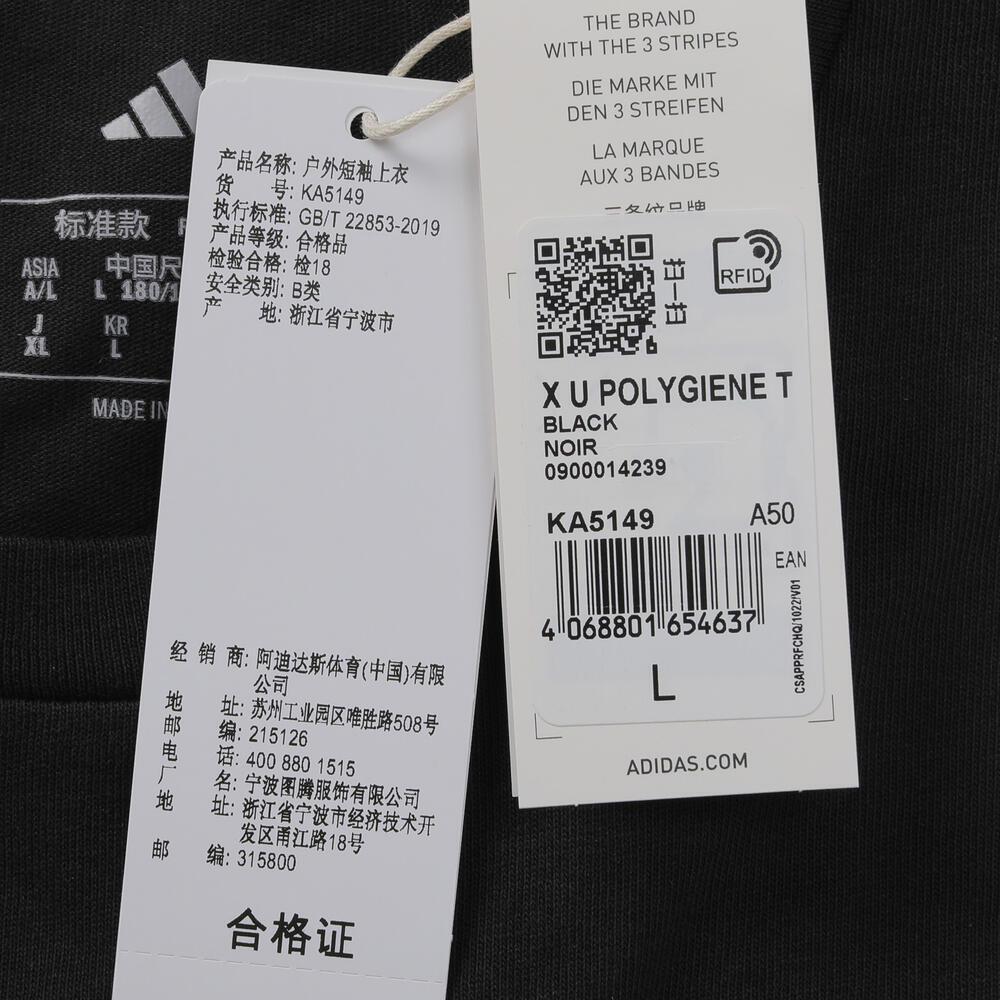 THE BRAND
WITH THE 3 STRIPES
DIE MARKE MIT
DEN 3 STREIFEN
LA MARQUE
AUX 3 BANDES
三条纹品牌
RFID
X U POLYGIENE T
BLACK
NOIR
0900014239
KA5149 A50
EAN
4 068801 654637
CSAPPRFCHQ/1022/V01
L
ADIDAS.COM
产品名称: 户外短袖上衣
货 号: KA5149
执行标准: GB/T 22853-2019
产品等级: 合格品
检验合格: 检18
安全类别: B类
产 地: 浙江省宁波市
经 销 商: 阿迪达斯体育(中国)有限
公司
地 址: 苏州工业园区唯胜路508号
邮 编: 215126
电 话: 400 880 1515
厂 名: 宁波图腾服饰有限公司
地 址: 浙江省宁波市经济技术开
发区甬江路18号
邮 编: 315800
合格证
标准款
ASIA 中国尺
A/L L 180/1
J KR
XL L
MADE IN